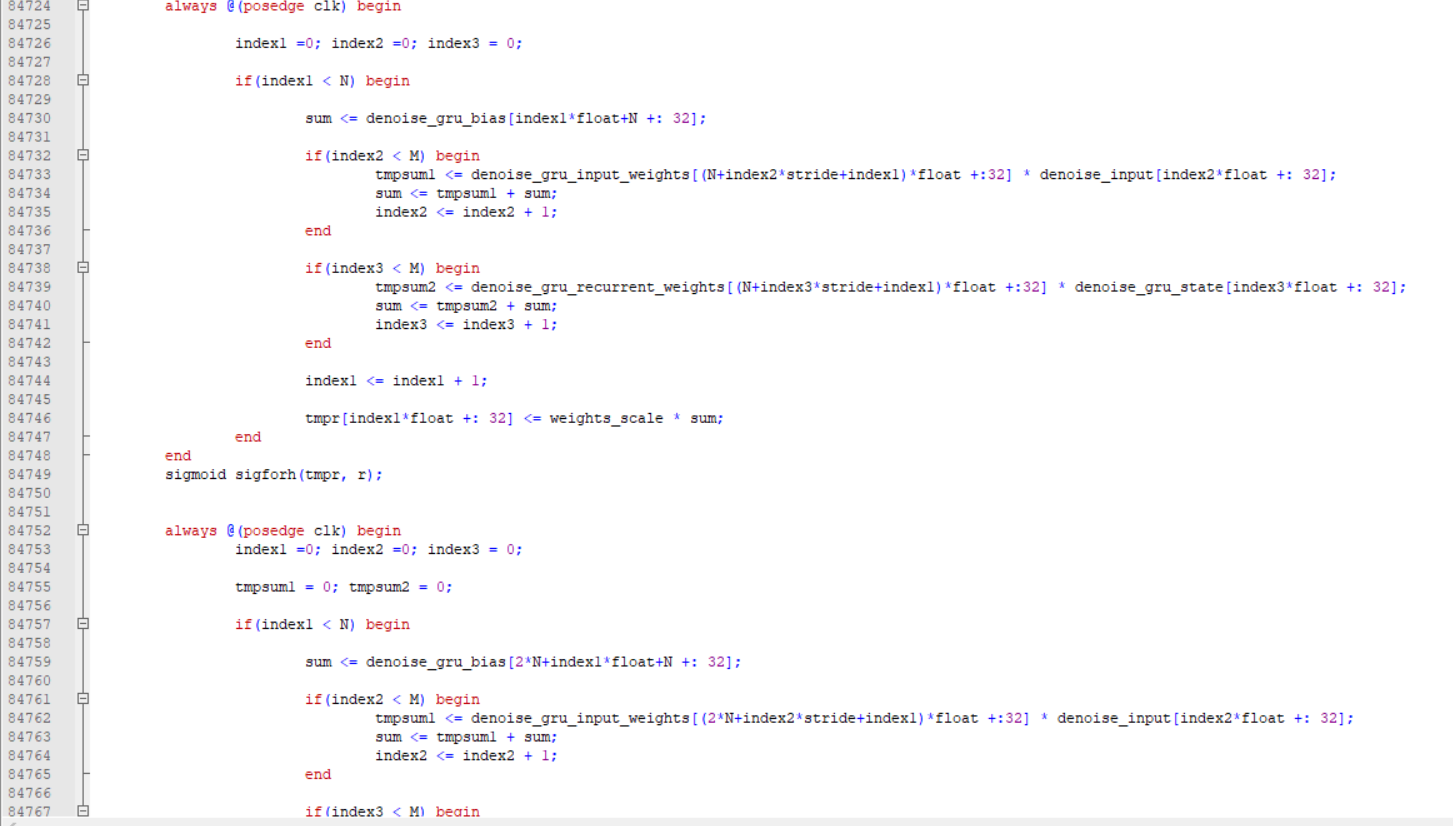 84724 always @(posedge clk) begin
84725
84726 index1 =0; index2 =0; index3 = 0;
84727
84728 if(index1 < N) begin
84729
84730 sum <= denoise_gru_bias[index1*float+N +: 32];
84731
84732 if(index2 < M) begin
84733 tmpsum1 <= denoise_gru_input_weights[(N+index2*stride+index1)*float +:32] * denoise_input[index2*float +: 32];
84734 sum <= tmpsum1 + sum;
84735 index2 <= index2 + 1;
84736 end
84737
84738 if(index3 < M) begin
84739 tmpsum2 <= denoise_gru_recurrent_weights[(N+index3*stride+index1)*float +:32] * denoise_gru_state[index3*float +: 32];
84740 sum <= tmpsum2 + sum;
84741 index3 <= index3 + 1;
84742 end
84743
84744 index1 <= index1 + 1;
84745
84746 tmpr[index1*float +: 32] <= weights_scale * sum;
84747 end
84748 end
84749 sigmoid sigforh(tmpr, r);
84750
84751
84752 always @(posedge clk) begin
84753 index1 =0; index2 =0; index3 = 0;
84754
84755 tmpsum1 = 0; tmpsum2 = 0;
84756
84757 if(index1 < N) begin
84758
84759 sum <= denoise_gru_bias[2*N+index1*float+N +: 32];
84760
84761 if(index2 < M) begin
84762 tmpsum1 <= denoise_gru_input_weights[(2*N+index2*stride+index1)*float +:32] * denoise_input[index2*float +: 32];
84763 sum <= tmpsum1 + sum;
84764 index2 <= index2 + 1;
84765 end
84766
84767 if(index3 < M) begin